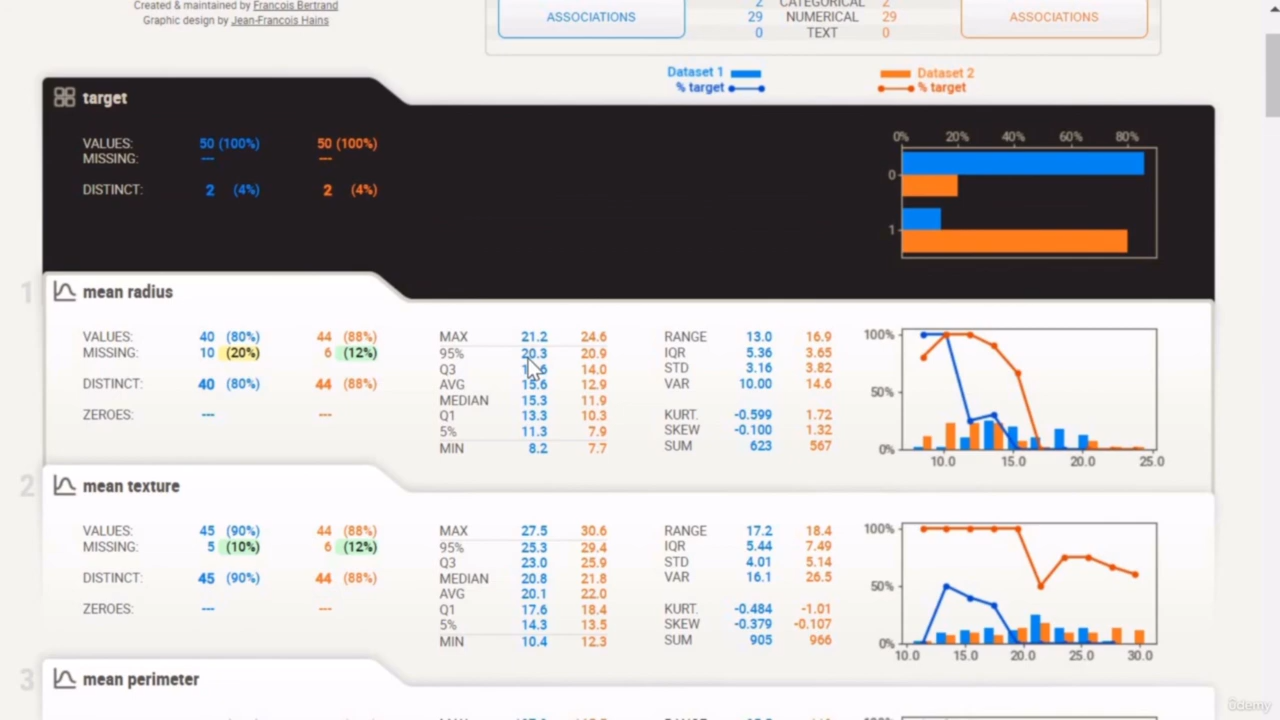 Created & maintained by Francois Bertrand
Graphic design by Jean-Francois Hains
ASSOCIATIONS
2 CATEGORICAL 2
29 NUMERICAL 29
0 TEXT 0
ASSOCIATIONS
Dataset 1
% target
Dataset 2
% target
target
VALUES: 50 (100%) 50 (100%)
MISSING: --- ---
DISTINCT: 2 (4%) 2 (4%)
0% 20% 40% 60% 80%
0
1
1
mean radius
VALUES: 40 (80%) 44 (88%)
MISSING: 10 (20%) 6 (12%)
DISTINCT: 40 (80%) 44 (88%)
ZEROES: --- ---
MAX 21.2 24.6
95% 20.3 20.9
Q3 14.0
AVG 15.6 12.9
MEDIAN 15.3 11.9
Q1 13.3 10.3
5% 11.3 7.9
MIN 8.2 7.7
RANGE 13.0 16.9
IQR 5.36 3.65
STD 3.16 3.82
VAR 10.00 14.6
KURT. -0.599 1.72
SKEW -0.100 1.32
SUM 623 567
100%
50%
0%
10.0 15.0 20.0 25.0
2
mean texture
VALUES: 45 (90%) 44 (88%)
MISSING: 5 (10%) 6 (12%)
DISTINCT: 45 (90%) 44 (88%)
ZEROES: --- ---
MAX 27.5 30.6
95% 25.3 29.4
Q3 23.0 25.9
MEDIAN 20.8 21.8
AVG 20.1 22.0
Q1 17.6 18.4
5% 14.3 13.5
MIN 10.4 12.3
RANGE 17.2 18.4
IQR 5.44 7.49
STD 4.01 5.14
VAR 16.1 26.5
KURT. -0.484 -1.01
SKEW -0.379 -0.107
SUM 905 966
100%
50%
0%
10.0 15.0 20.0 25.0 30.0
3
mean perimeter
ûdemy